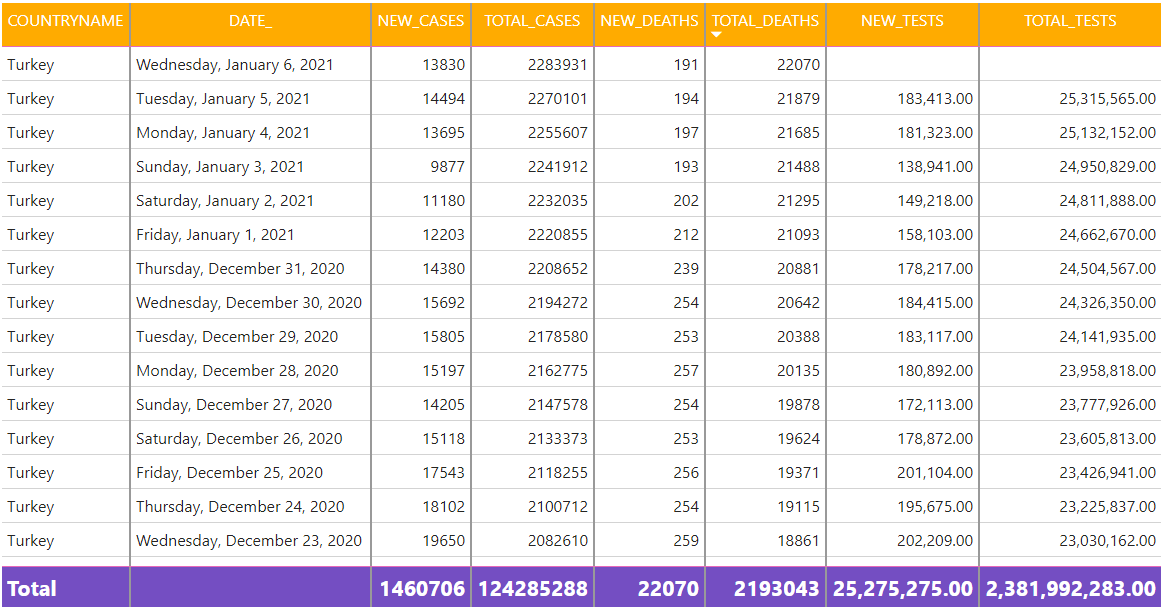 COUNTRYNAME DATE_ NEW_CASES TOTAL_CASES NEW_DEATHS TOTAL_DEATHS NEW_TESTS TOTAL_TESTS
Turkey Wednesday, January 6, 2021 13830 2283931 191 22070
Turkey Tuesday, January 5, 2021 14494 2270101 194 21879 183,413.00 25,315,565.00
Turkey Monday, January 4, 2021 13695 2255607 197 21685 181,323.00 25,132,152.00
Turkey Sunday, January 3, 2021 9877 2241912 193 21488 138,941.00 24,950,829.00
Turkey Saturday, January 2, 2021 11180 2232035 202 21295 149,218.00 24,811,888.00
Turkey Friday, January 1, 2021 12203 2220855 212 21093 158,103.00 24,662,670.00
Turkey Thursday, December 31, 2020 14380 2208652 239 20881 178,217.00 24,504,567.00
Turkey Wednesday, December 30, 2020 15692 2194272 254 20642 184,415.00 24,326,350.00
Turkey Tuesday, December 29, 2020 15805 2178580 253 20388 183,117.00 24,141,935.00
Turkey Monday, December 28, 2020 15197 2162775 257 20135 180,892.00 23,958,818.00
Turkey Sunday, December 27, 2020 14205 2147578 254 19878 172,113.00 23,777,926.00
Turkey Saturday, December 26, 2020 15118 2133373 253 19624 178,872.00 23,605,813.00
Turkey Friday, December 25, 2020 17543 2118255 256 19371 201,104.00 23,426,941.00
Turkey Thursday, December 24, 2020 18102 2100712 254 19115 195,675.00 23,225,837.00
Turkey Wednesday, December 23, 2020 19650 2082610 259 18861 202,209.00 23,030,162.00
Total 1460706 124285288 22070 2193043 25,275,275.00 2,381,992,283.00